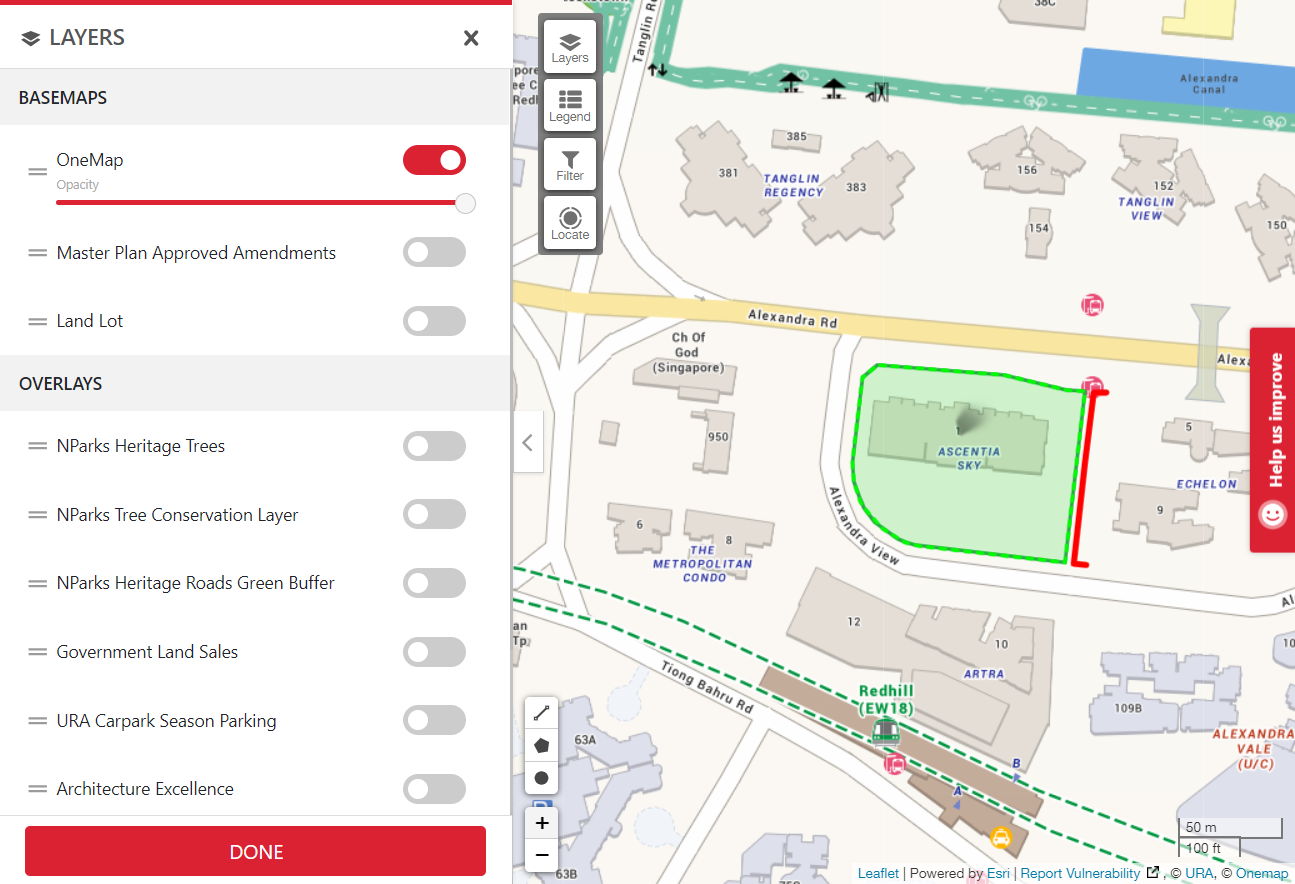 LAYERS
BASEMAPS
OneMap
Opacity
Master Plan Approved Amendments
Land Lot
OVERLAYS
NParks Heritage Trees
NParks Tree Conservation Layer
NParks Heritage Roads Green Buffer
Government Land Sales
URA Carpark Season Parking
Architecture Excellence
DONE
Layers
Legend
Filter
Locate
Tanglin Rd
38C
Alexandra
Canal
385
381
TANGLIN
REGENCY
383
156
152
TANGLIN
VIEW
154
150
Alexandra Rd
Ch Of
God
(Singapore)
950
ASCENTIA
SKY
5
ECHELON
9
6
8
THE
METROPOLITAN
CONDO
Alexandra View
12
10
ARTRA
Tiong Bahru Rd
Redhill
(EW18)
109B
ALEXANDRA
VALE
(U/C)
63A
B
A
63B
Help us improve
+
−
50 m
100 ft
Leaflet | Powered by Esri | Report Vulnerability , © URA, © Onemap